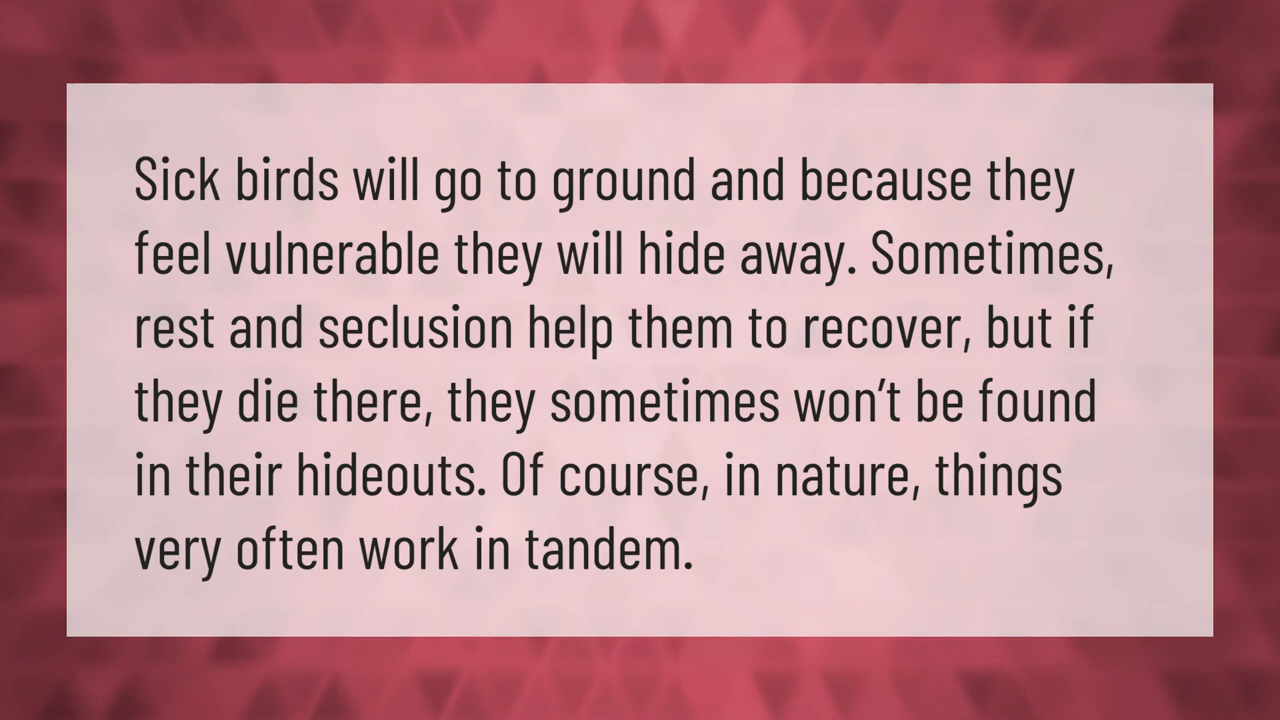 Sick birds will go to ground and because they
feel vulnerable they will hide away. Sometimes,
rest and seclusion help them to recover, but if
they die there, they sometimes won’t be found
in their hideouts. Of course, in nature, things
very often work in tandem.